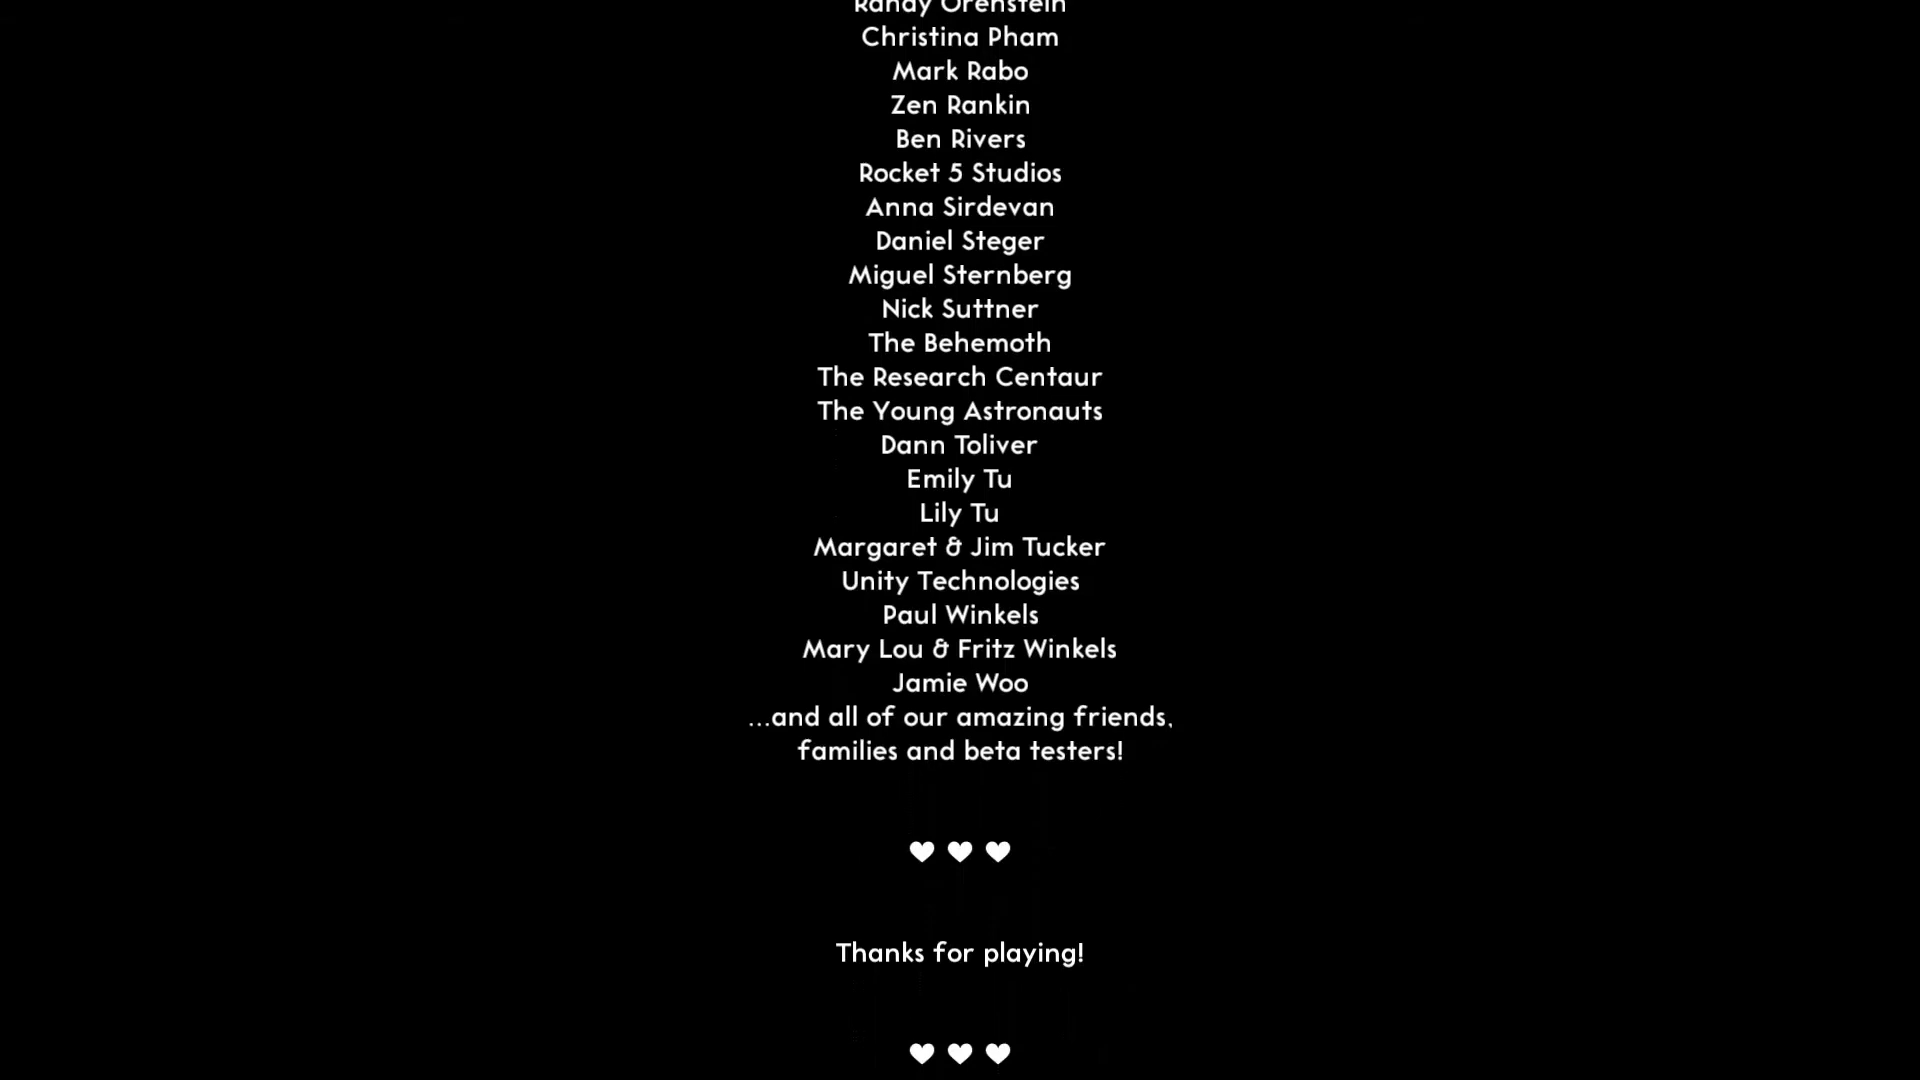 Randy Orenstein
Christina Pham
Mark Rabo
Zen Rankin
Ben Rivers
Rocket 5 Studios
Anna Sirdevan
Daniel Steger
Miguel Sternberg
Nick Suttner
The Behemoth
The Research Centaur
The Young Astronauts
Dann Toliver
Emily Tu
Lily Tu
Margaret & Jim Tucker
Unity Technologies
Paul Winkels
Mary Lou & Fritz Winkels
Jamie Woo
...and all of our amazing friends,
families and beta testers!
♥ ♥ ♥
Thanks for playing!
♥ ♥ ♥